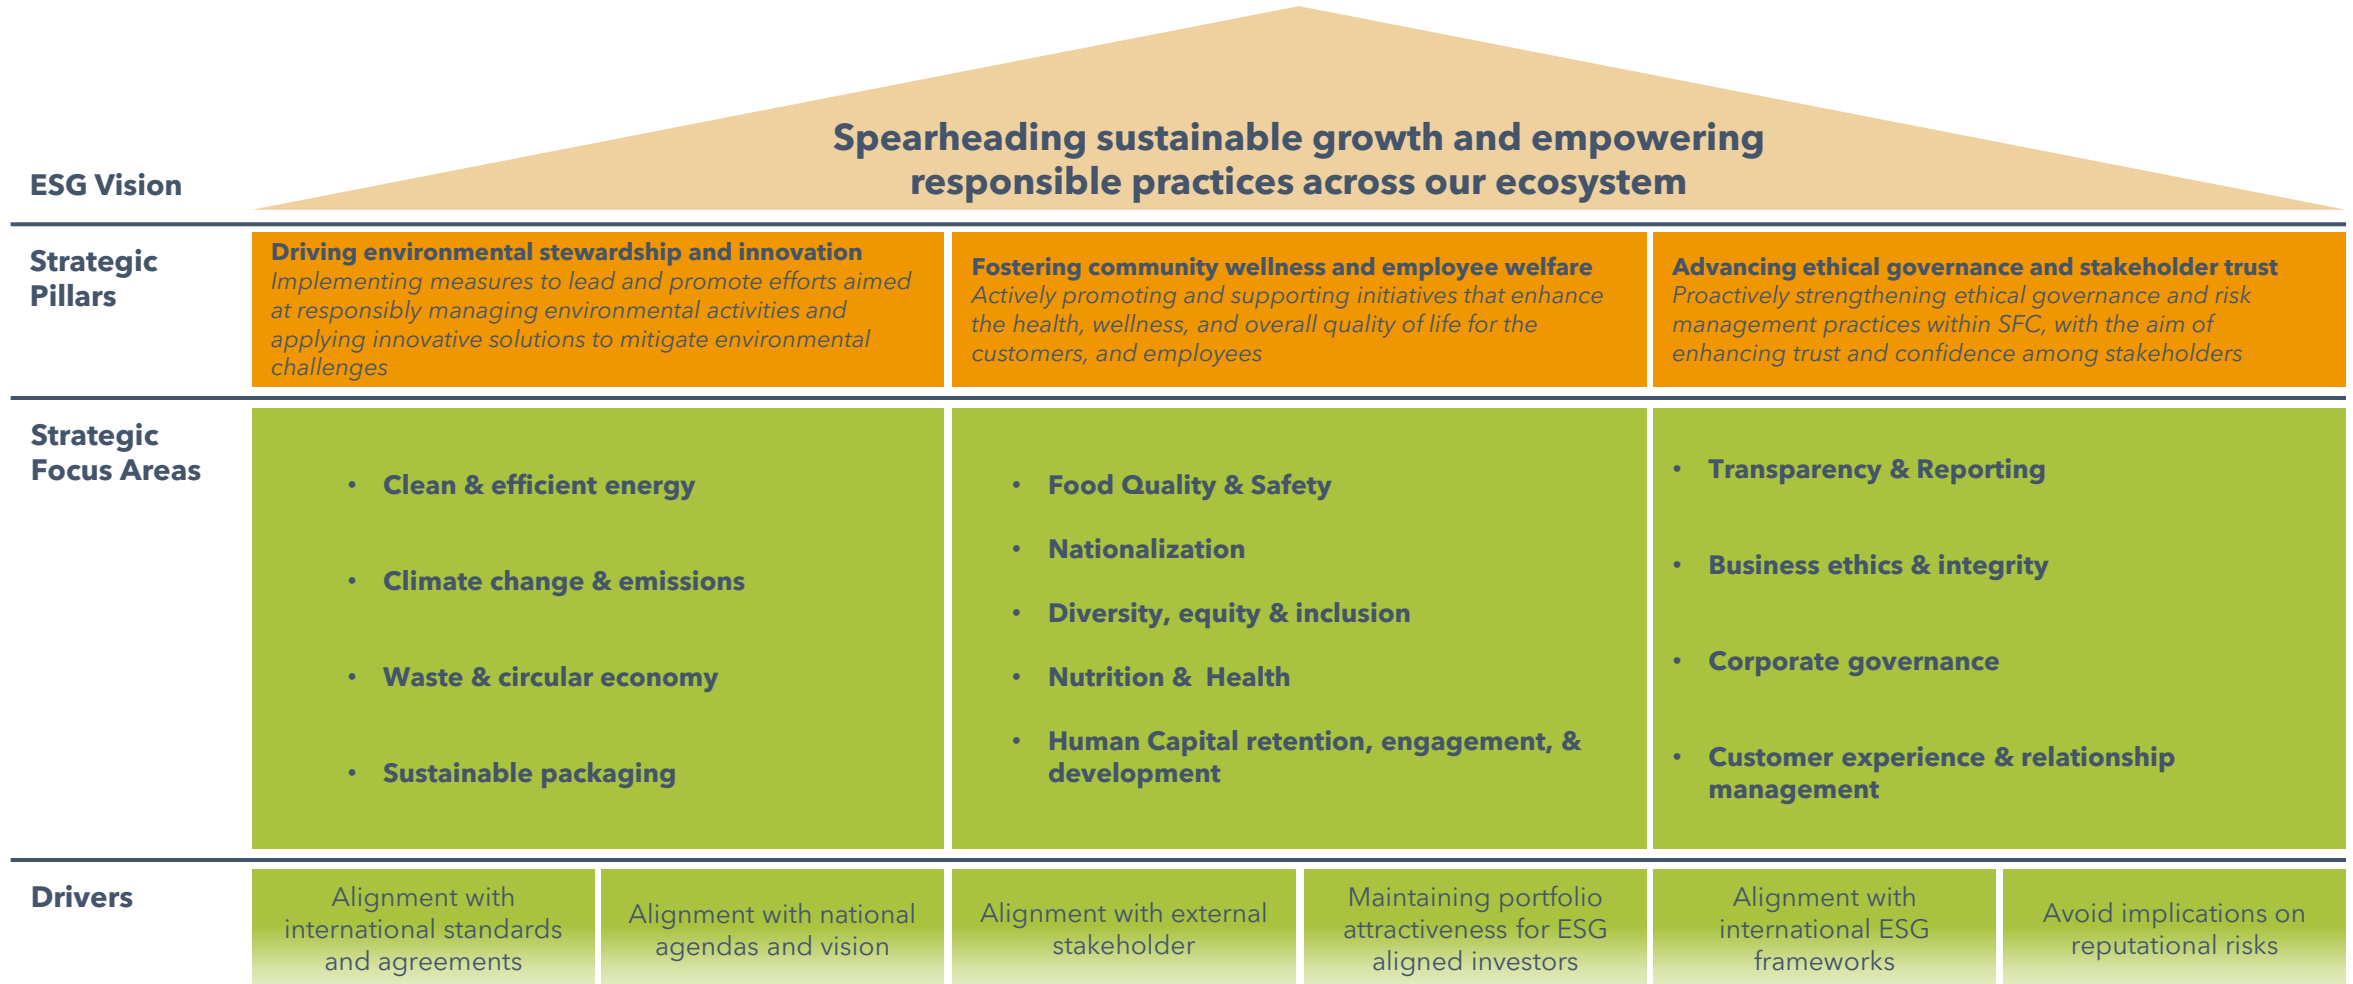 Spearheading sustainable growth and empowering
responsible practices across our ecosystem
ESG Vision
Strategic
Pillars
Driving environmental stewardship and innovation
Implementing measures to lead and promote efforts aimed
at responsibly managing environmental activities and
applying innovative solutions to mitigate environmental
challenges
Fostering community wellness and employee welfare
Actively promoting and supporting initiatives that enhance
the health, wellness, and overall quality of life for the
customers, and employees
Advancing ethical governance and stakeholder trust
Proactively strengthening ethical governance and risk
management practices within SFC, with the aim of
enhancing trust and confidence among stakeholders
Strategic
Focus Areas
• Clean & efficient energy
• Climate change & emissions
• Waste & circular economy
• Sustainable packaging
• Food Quality & Safety
• Nationalization
• Diversity, equity & inclusion
• Nutrition & Health
• Human Capital retention, engagement, &
development
• Transparency & Reporting
• Business ethics & integrity
• Corporate governance
• Customer experience & relationship
management
Drivers
Alignment with
international standards
and agreements
Alignment with national
agendas and vision
Alignment with external
stakeholder
Maintaining portfolio
attractiveness for ESG
aligned investors
Alignment with
international ESG
frameworks
Avoid implications on
reputational risks